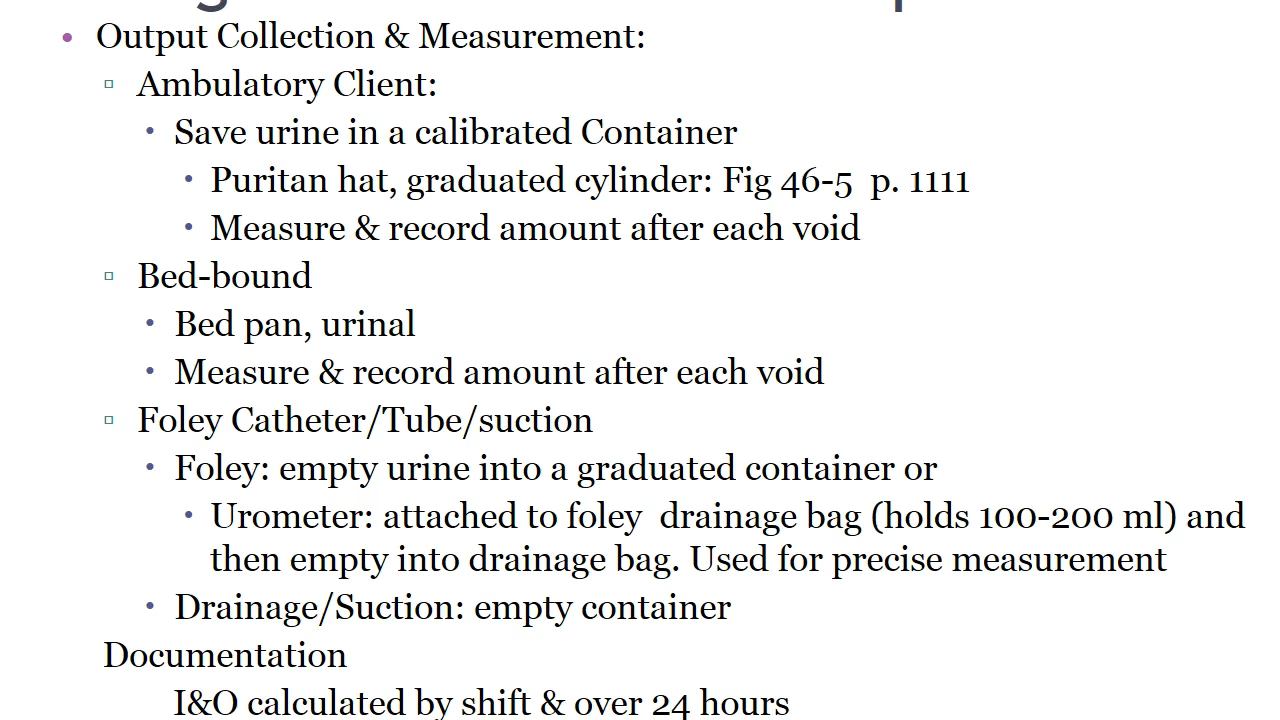 • Output Collection & Measurement:
▫ Ambulatory Client:
• Save urine in a calibrated Container
• Puritan hat, graduated cylinder: Fig 46-5  p. 1111
• Measure & record amount after each void
▫ Bed-bound
• Bed pan, urinal
• Measure & record amount after each void
▫ Foley Catheter/Tube/suction
• Foley: empty urine into a graduated container or
• Urometer: attached to foley  drainage bag (holds 100-200 ml) and
then empty into drainage bag. Used for precise measurement
• Drainage/Suction: empty container
Documentation
I&O calculated by shift & over 24 hours